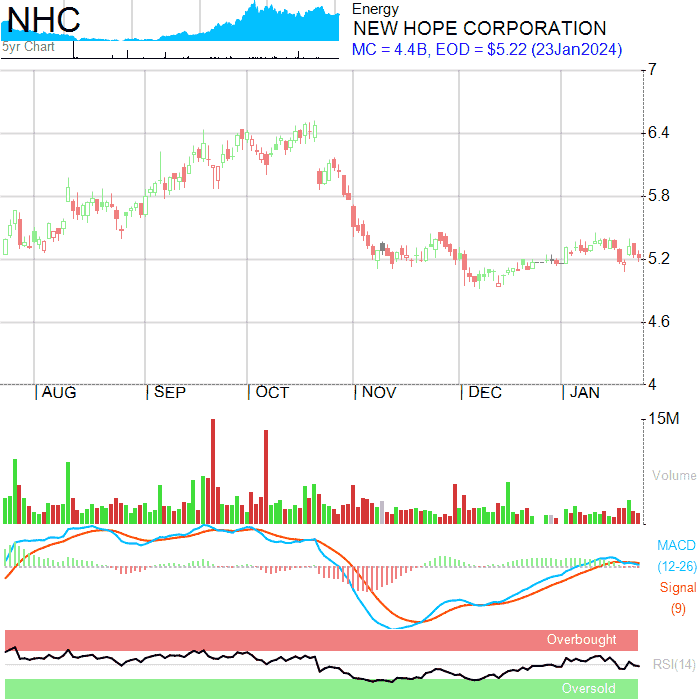 NHC
5yr Chart
Energy
NEW HOPE CORPORATION
MC = 4.4B, EOD = $5.22 (23Jan2024)
7
6.4
5.8
5.2
4.6
4
AUG SEP OCT NOV DEC JAN
15M
Volume
MACD
(12-26)
Signal
(9)
Overbought
RSI(14)
Oversold